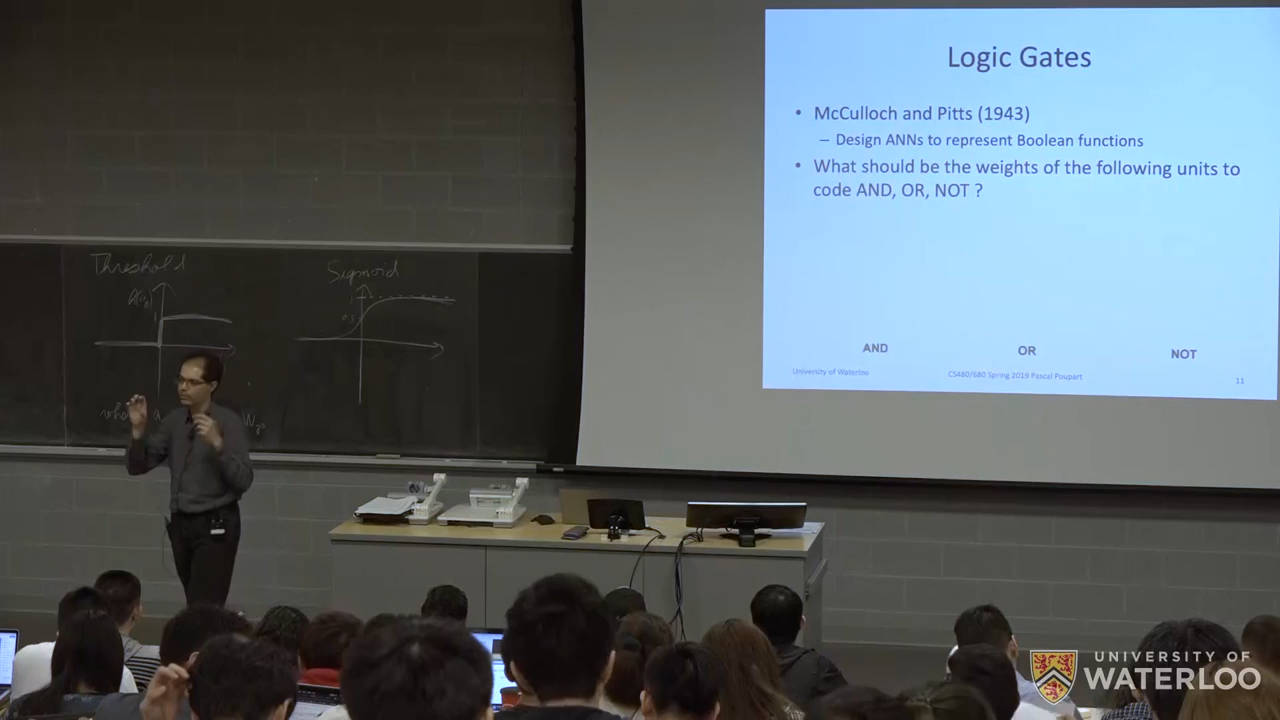 Logic Gates
• McCulloch and Pitts (1943)
– Design ANNs to represent Boolean functions
• What should be the weights of the following units to
code AND, OR, NOT ?
AND OR NOT
University of Waterloo CS480/680 Spring 2019 Pascal Poupart 11
Threshold
Sigmoid
1
UNIVERSITY OF
WATERLOO